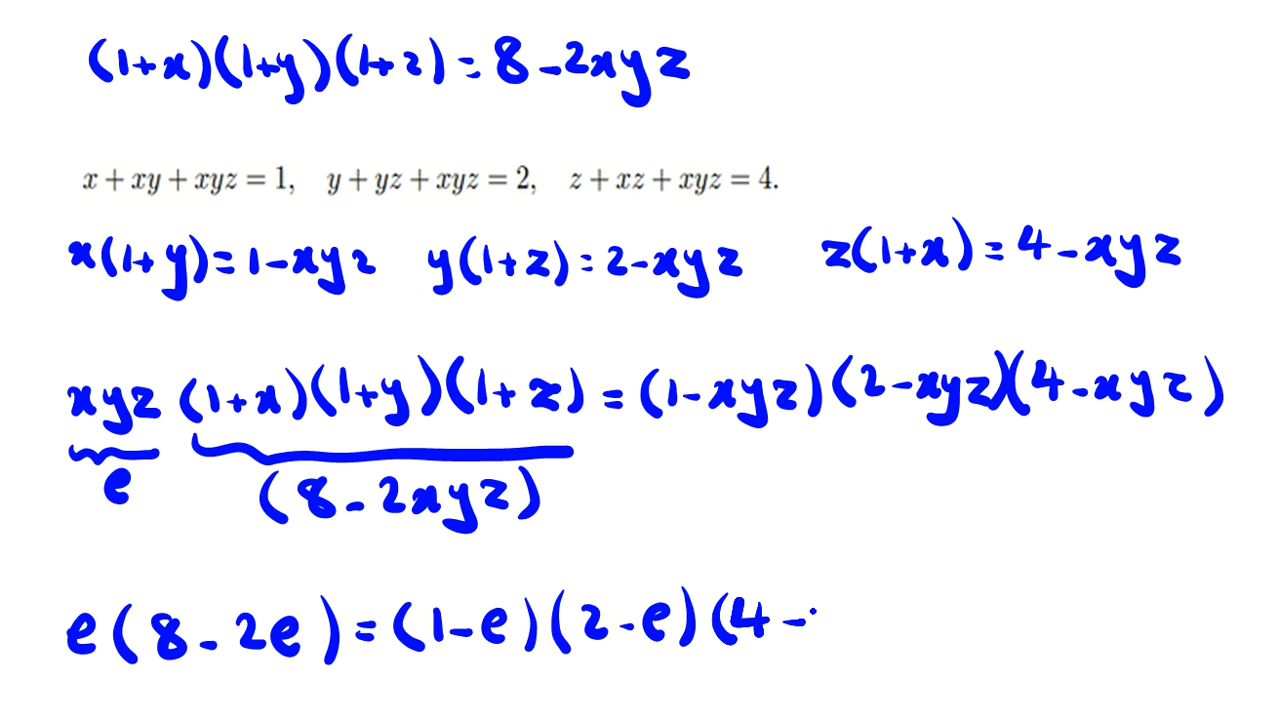 (1+x)(1+y)(1+z)=8-2xyz
x + xy + xyz = 1, y + yz + xyz = 2, z + xz + xyz = 4.
x(1+y)=1-xyz y(1+z)=2-xyz z(1+x)=4-xyz
xyz (1+x)(1+y)(1+z)=(1-xyz)(2-xyz)(4-xyz)
e (8-2xyz)
e(8-2e)=(1-e)(2-e)(4-